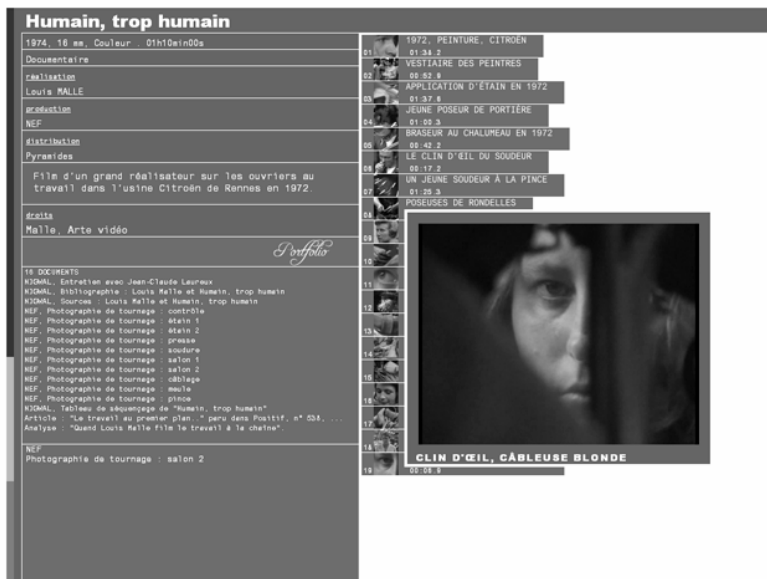 Humain, trop humain
1974, 16 mm, Couleur . 01h10min00s
Documentaire
réalisation
Louis MALLE
production
NEF
distribution
Pyramides
Film d'un grand réalisateur sur les ouvriers au
travail dans l'usine Citroën de Rennes en 1972.
droits
Malle, Arte vidéo
Portfolio
16 DOCUMENTS
KJDWAL, Entretien avec Jean-Claude Laureux
KJDWAL, Bibliographie : Louis Malle et Humain, trop humain
KJDWAL, Sources : Louis Malle et Humain, trop humain
NEF, Photographie de tournage : contrôle
NEF, Photographie de tournage : étain 1
NEF, Photographie de tournage : étain 2
NEF, Photographie de tournage : presse
NEF, Photographie de tournage : soudure
NEF, Photographie de tournage : salon 1
NEF, Photographie de tournage : salon 2
NEF, Photographie de tournage : câblage
NEF, Photographie de tournage : meule
NEF, Photographie de tournage : pince
KJDWAL, Tableau de séquençage de "Humain, trop humain"
Article : "Le travail au premier plan.." paru dans Positif, n° 538, ...
Analyse : "Quand Louis Malle film le travail à la chaîne".
NEF
Photographie de tournage : salon 2
01 1972, PEINTURE, CITROËN
01:38.2
02 VESTIAIRE DES PEINTRES
00:52.9
03 APPLICATION D'ÉTAIN EN 1972
01:37.6
04 JEUNE POSEUR DE PORTIÈRE
01:00.3
05 BRASEUR AU CHALUMEAU EN 1972
00:42.2
06 LE CLIN D'ŒIL DU SOUDEUR
00:17.2
07 UN JEUNE SOUDEUR À LA PINCE
01:25.3
08 POSEUSES DE RONDELLES
09
10
11
12
13
14
15
16
17
18
19
00:06.9
CLIN D'ŒIL, CÂBLEUSE BLONDE